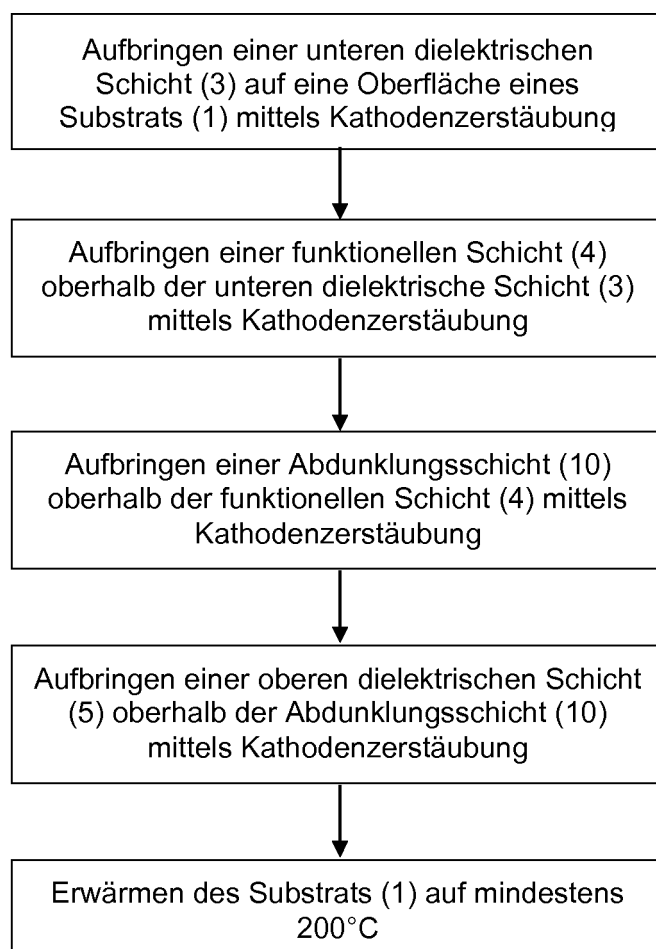 Aufbringen einer unteren dielektrischen
Schicht (3) auf eine Oberfläche eines
Substrats (1) mittels Kathodenzerstäubung
Aufbringen einer funktionellen Schicht (4)
oberhalb der unteren dielektrische Schicht (3)
mittels Kathodenzerstäubung
Aufbringen einer Abdunklungsschicht (10)
oberhalb der funktionellen Schicht (4) mittels
Kathodenzerstäubung
Aufbringen einer oberen dielektrischen Schicht
(5) oberhalb der Abdunklungsschicht (10)
mittels Kathodenzerstäubung
Erwärmen des Substrats (1) auf mindestens
200°C